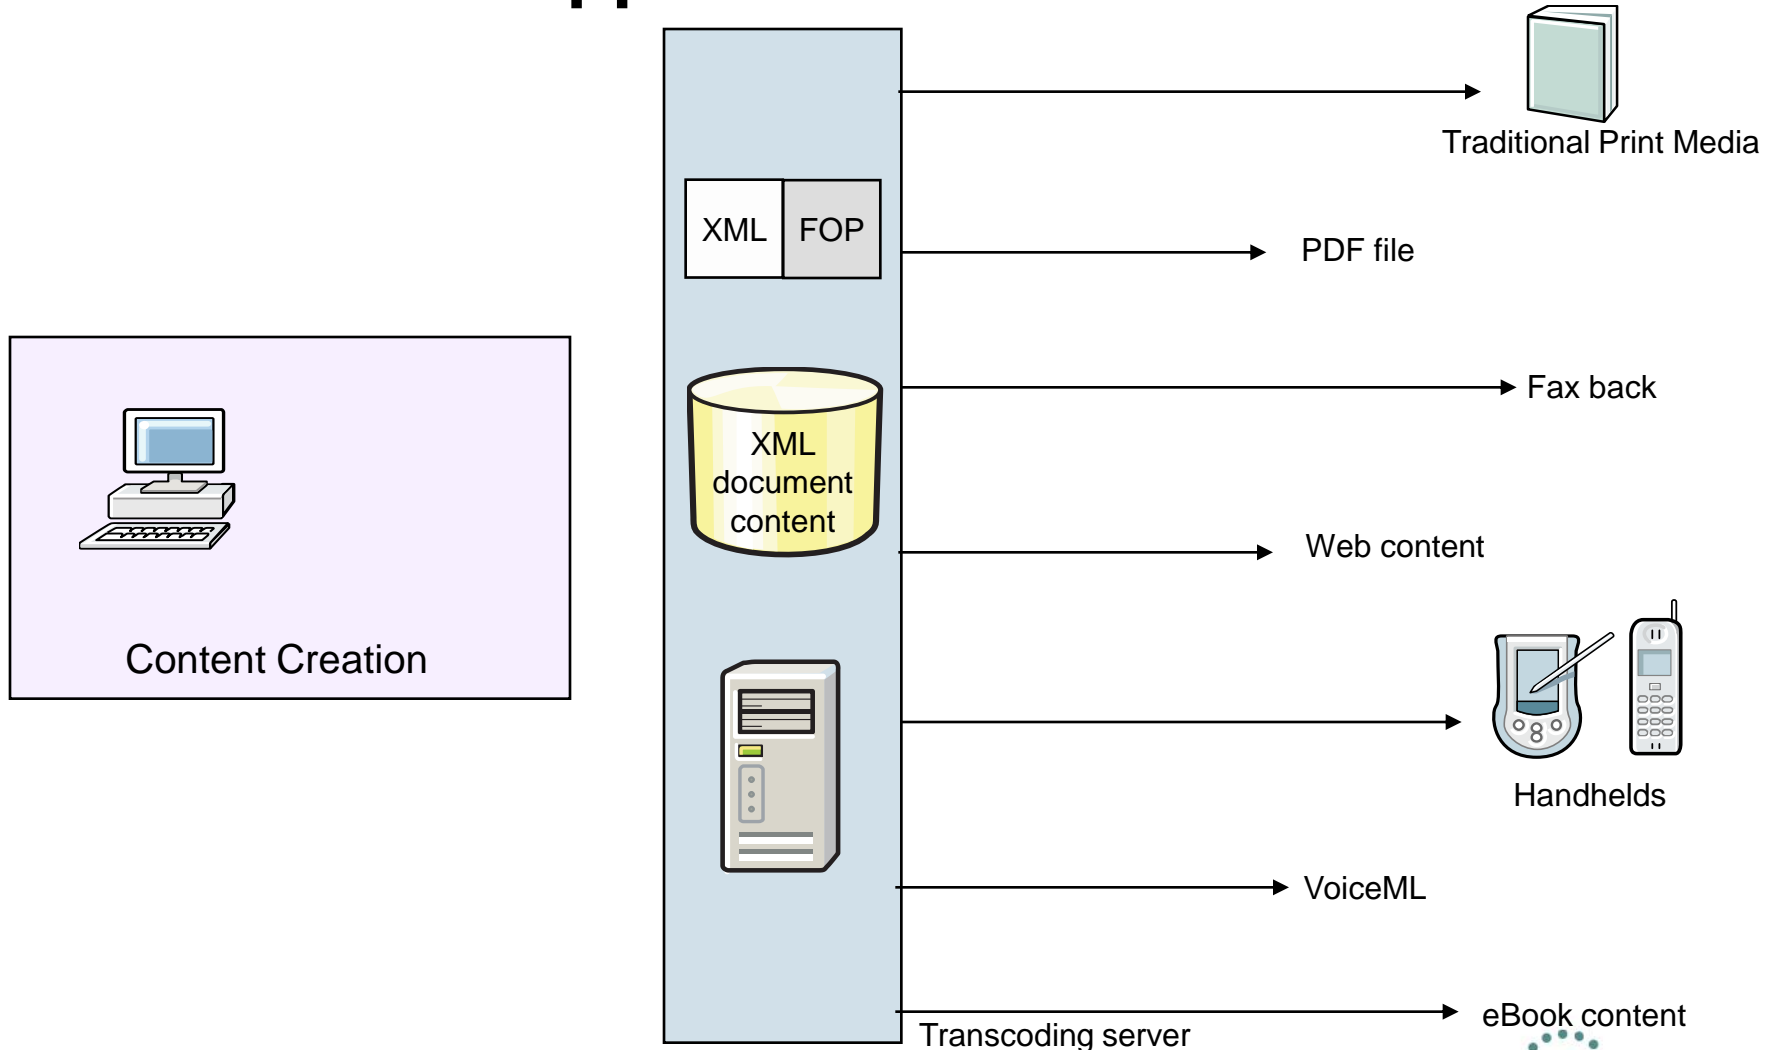 Traditional Print Media
XML
FOP
PDF file
Fax back
XML
document
content
Web content
Content Creation
Handhelds
VoiceML
eBook content
Transcoding server